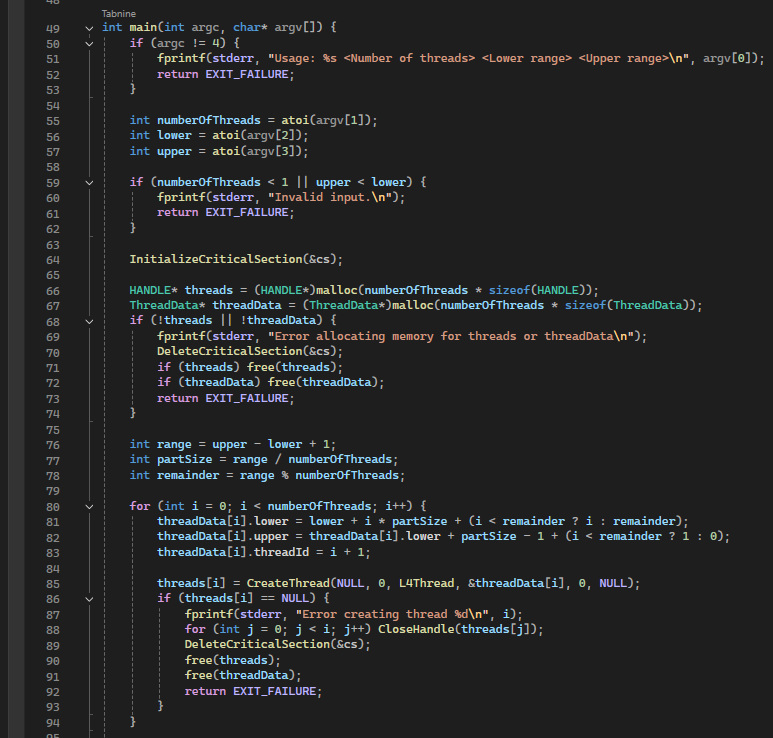 48
Tabnine
49 int main(int argc, char* argv[]) {
50 if (argc != 4) {
51 fprintf(stderr, "Usage: %s <Number of threads> <Lower range> <Upper range>\n", argv[0]);
52 return EXIT_FAILURE;
53 }
54
55 int numberOfThreads = atoi(argv[1]);
56 int lower = atoi(argv[2]);
57 int upper = atoi(argv[3]);
58
59 if (numberOfThreads < 1 || upper < lower) {
60 fprintf(stderr, "Invalid input.\n");
61 return EXIT_FAILURE;
62 }
63
64 InitializeCriticalSection(&cs);
65
66 HANDLE* threads = (HANDLE*)malloc(numberOfThreads * sizeof(HANDLE));
67 ThreadData* threadData = (ThreadData*)malloc(numberOfThreads * sizeof(ThreadData));
68 if (!threads || !threadData) {
69 fprintf(stderr, "Error allocating memory for threads or threadData\n");
70 DeleteCriticalSection(&cs);
71 if (threads) free(threads);
72 if (threadData) free(threadData);
73 return EXIT_FAILURE;
74 }
75
76 int range = upper - lower + 1;
77 int partSize = range / numberOfThreads;
78 int remainder = range % numberOfThreads;
79
80 for (int i = 0; i < numberOfThreads; i++) {
81 threadData[i].lower = lower + i * partSize + (i < remainder ? i : remainder);
82 threadData[i].upper = threadData[i].lower + partSize - 1 + (i < remainder ? 1 : 0);
83 threadData[i].threadId = i + 1;
84
85 threads[i] = CreateThread(NULL, 0, L4Thread, &threadData[i], 0, NULL);
86 if (threads[i] == NULL) {
87 fprintf(stderr, "Error creating thread %d\n", i);
88 for (int j = 0; j < i; j++) CloseHandle(threads[j]);
89 DeleteCriticalSection(&cs);
90 free(threads);
91 free(threadData);
92 return EXIT_FAILURE;
93 }
94 }
95